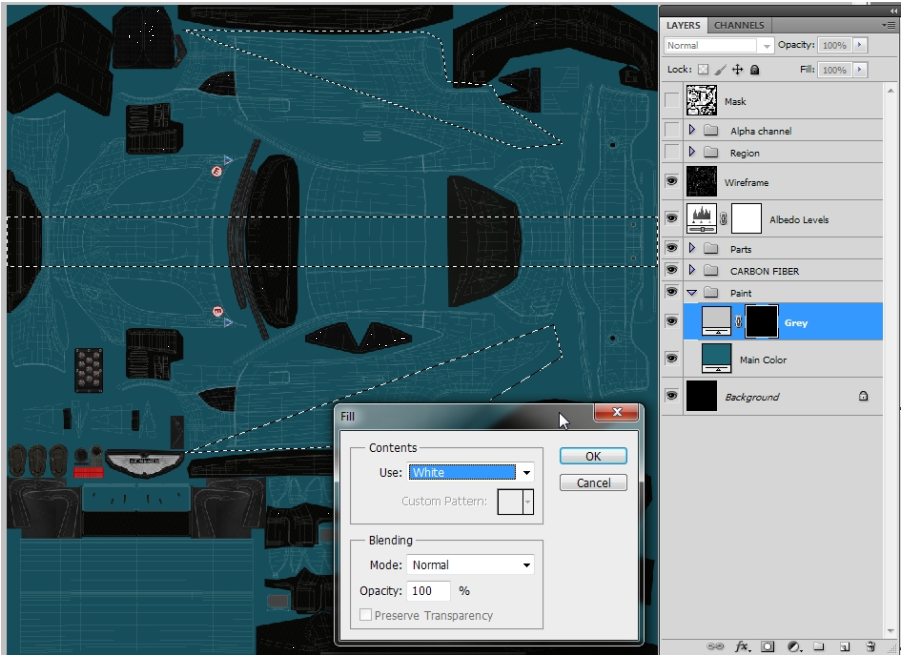 LAYERS CHANNELS
Normal Opacity: 100%
Lock: Fill: 100%
Mask
Alpha channel
Region
Wireframe
Albedo Levels
Parts
CARBON FIBER
Paint
Grey
Main Color
Background
Fill
Contents
Use: White
Custom Pattern:
OK
Cancel
Blending
Mode: Normal
Opacity: 100 %
Preserve Transparency